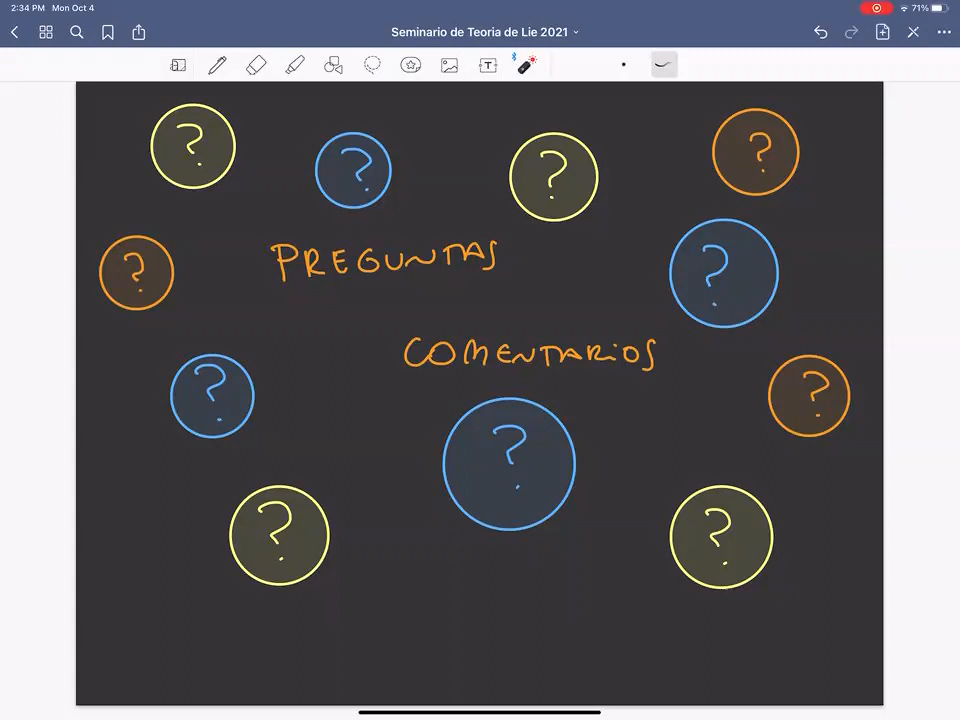 2:34 PM Mon Oct 4 71%
Seminario de Teoria de Lie 2021
T
? ? ? ?
? PREGUNTAS ?
COMENTARIOS
? ? ?
? ?